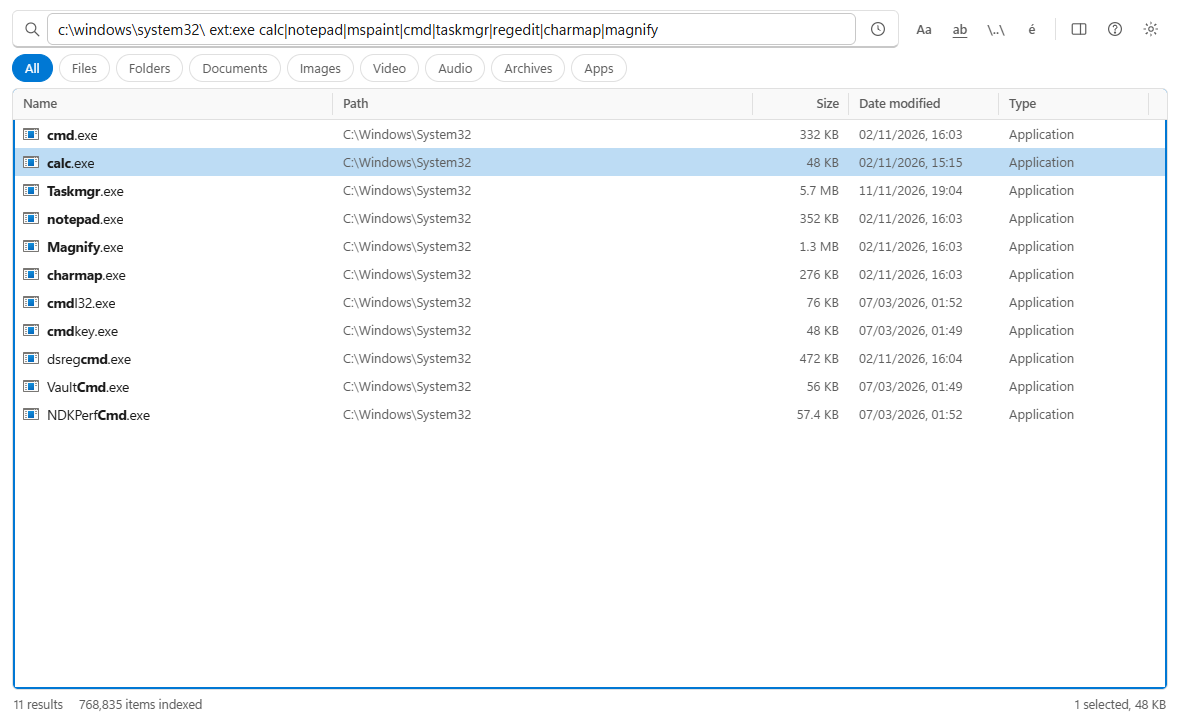 c:\windows\system32\ ext:exe calc|notepad|mspaint|cmd|taskmgr|regedit|charmap|magnify Aa ab \..\ é
All Files Folders Documents Images Video Audio Archives Apps
Name Path Size Date modified Type
cmd.exe C:\Windows\System32 332 KB 02/11/2026, 16:03 Application
calc.exe C:\Windows\System32 48 KB 02/11/2026, 15:15 Application
Taskmgr.exe C:\Windows\System32 5.7 MB 11/11/2026, 19:04 Application
notepad.exe C:\Windows\System32 352 KB 02/11/2026, 16:03 Application
Magnify.exe C:\Windows\System32 1.3 MB 02/11/2026, 16:03 Application
charmap.exe C:\Windows\System32 276 KB 02/11/2026, 16:03 Application
cmdl32.exe C:\Windows\System32 76 KB 07/03/2026, 01:52 Application
cmdkey.exe C:\Windows\System32 48 KB 07/03/2026, 01:49 Application
dsregcmd.exe C:\Windows\System32 472 KB 02/11/2026, 16:04 Application
VaultCmd.exe C:\Windows\System32 56 KB 07/03/2026, 01:49 Application
NDKPerfCmd.exe C:\Windows\System32 57.4 KB 07/03/2026, 01:52 Application
11 results 768,835 items indexed 1 selected, 48 KB